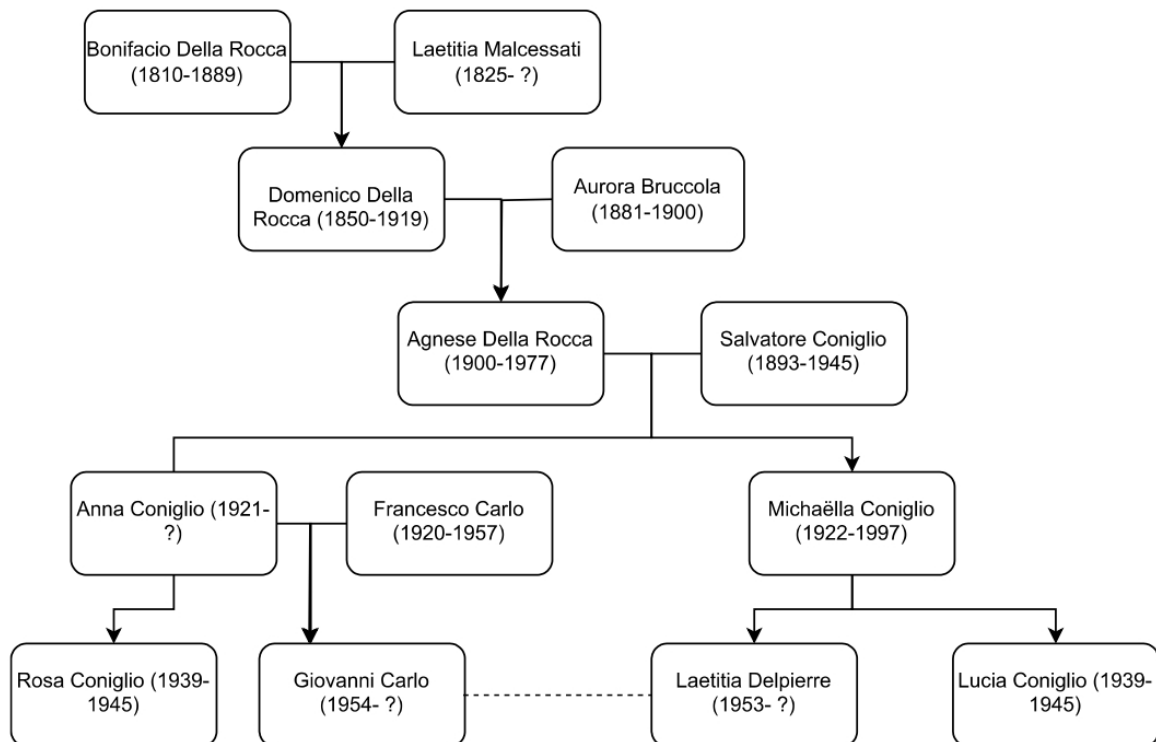 Bonifacio Della Rocca
(1810-1889)
Laetitia Malcessati
(1825- ?)
Domenico Della
Rocca (1850-1919)
Aurora Bruccola
(1881-1900)
Agnese Della Rocca
(1900-1977)
Salvatore Coniglio
(1893-1945)
Anna Coniglio (1921-
?)
Francesco Carlo
(1920-1957)
Michaëlla Coniglio
(1922-1997)
Rosa Coniglio (1939-
1945)
Giovanni Carlo
(1954- ?)
Laetitia Delpierre
(1953- ?)
Lucia Coniglio (1939-
1945)